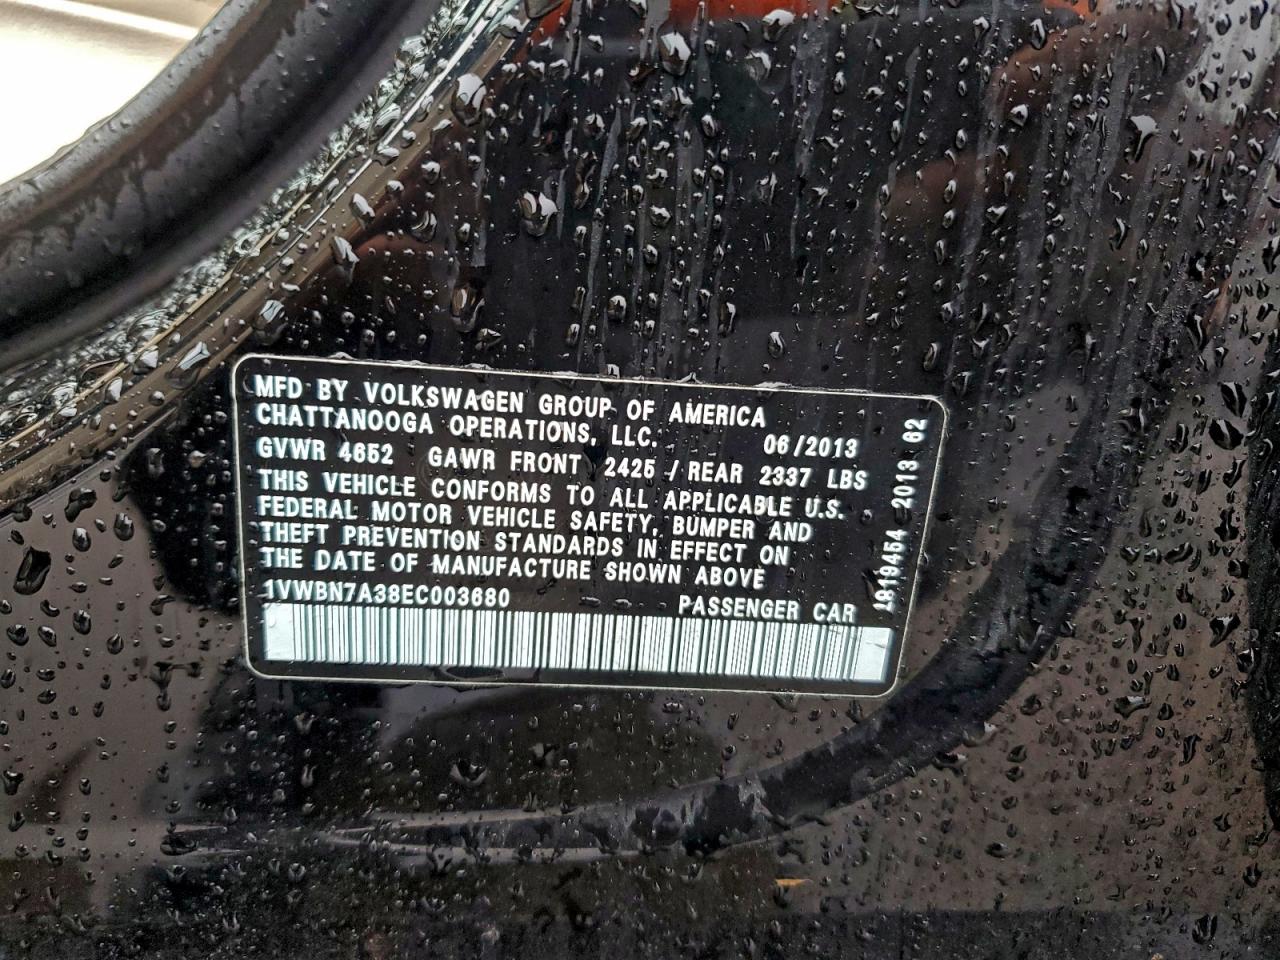 MFD BY VOLKSWAGEN GROUP OF AMERICA
CHATTANOOGA OPERATIONS, LLC. 06/2013
GVWR 4652 GAWR FRONT 2425 / REAR 2337 LBS
THIS VEHICLE CONFORMS TO ALL APPLICABLE U.S.
FEDERAL MOTOR VEHICLE SAFETY, BUMPER AND
THEFT PREVENTION STANDARDS IN EFFECT ON
THE DATE OF MANUFACTURE SHOWN ABOVE
1VWBN7A38EC003680 PASSENGER CAR
1819454 2013 62